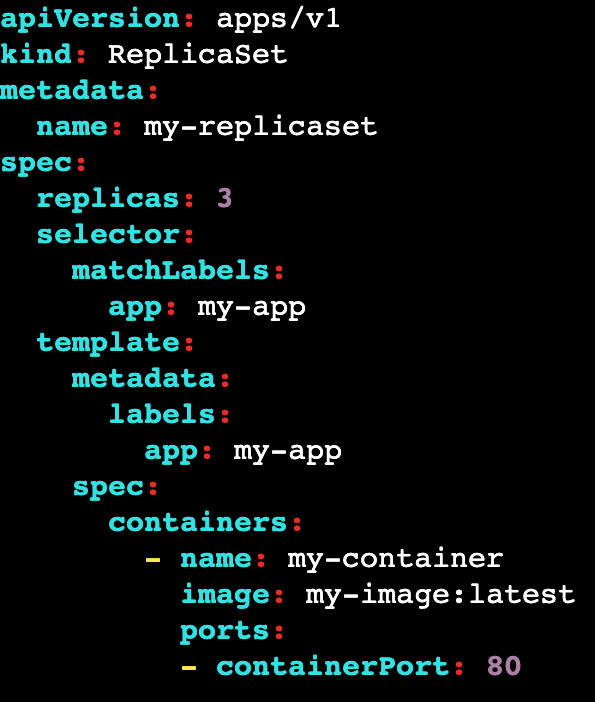 apiVersion: apps/v1
kind: ReplicaSet
metadata:
  name: my-replicaset
spec:
  replicas: 3
  selector:
    matchLabels:
      app: my-app
  template:
    metadata:
      labels:
        app: my-app
    spec:
      containers:
        - name: my-container
          image: my-image:latest
          ports:
          - containerPort: 80